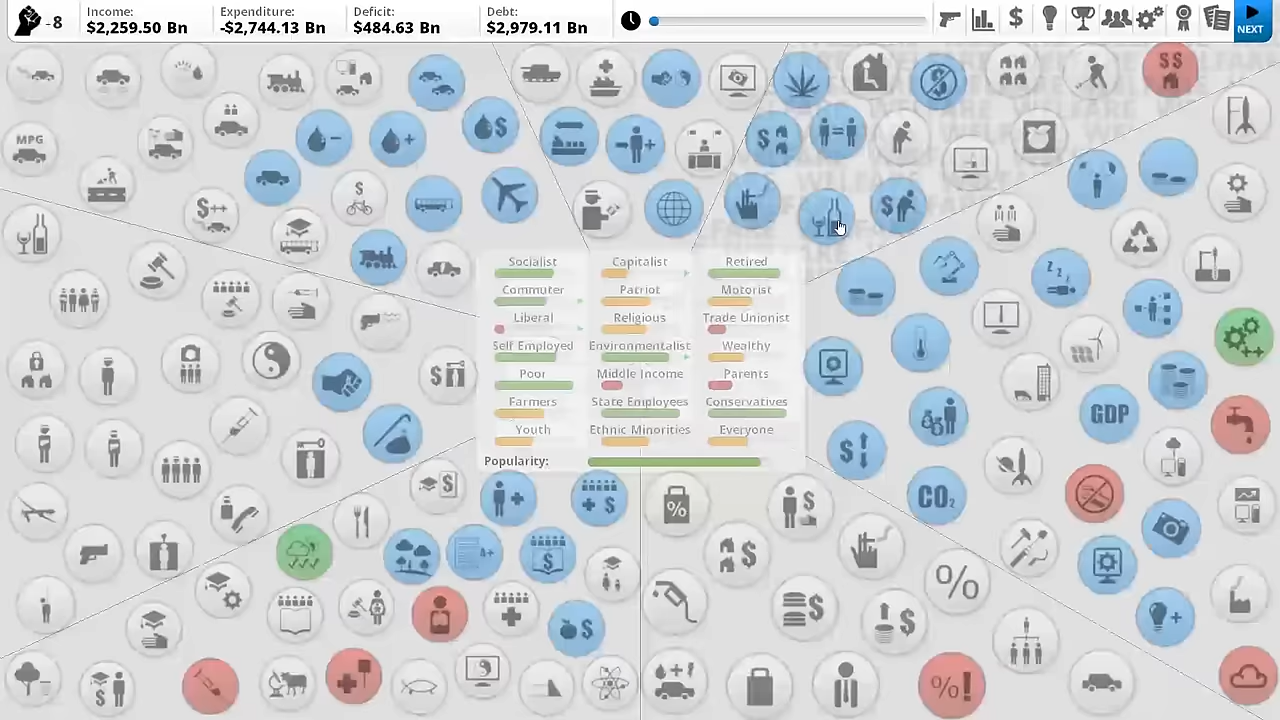 -8
Income: Expenditure: Deficit: Debt:
$2,259.50 Bn -$2,744.13 Bn $484.63 Bn $2,979.11 Bn
NEXT
MPG
Socialist Capitalist Retired
Commuter Patriot Motorist
Liberal Religious Trade Unionist
Self Employed Environmentalist Wealthy
Poor Middle Income Parents
Farmers State Employees Conservatives
Youth Ethnic Minorities Everyone
Popularity:
GDP
CO₂
A+